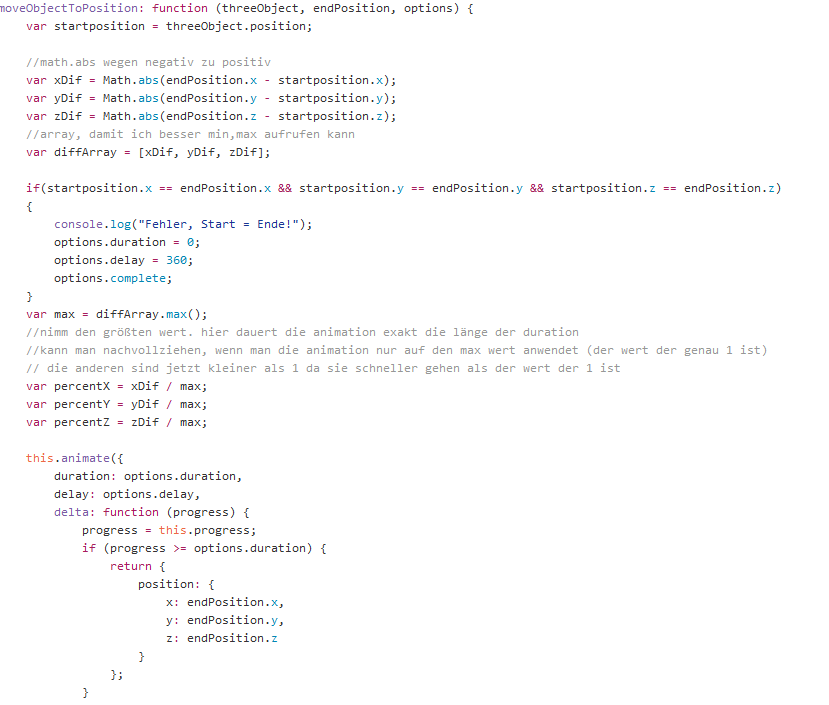 moveObjectToPosition: function (threeObject, endPosition, options) {
var startposition = threeObject.position;
//math.abs wegen negativ zu positiv
var xDif = Math.abs(endPosition.x - startposition.x);
var yDif = Math.abs(endPosition.y - startposition.y);
var zDif = Math.abs(endPosition.z - startposition.z);
//array, damit ich besser min,max aufrufen kann
var diffArray = [xDif, yDif, zDif];
if(startposition.x == endPosition.x && startposition.y == endPosition.y && startposition.z == endPosition.z)
{
console.log("Fehler, Start = Ende!");
options.duration = 0;
options.delay = 360;
options.complete;
}
var max = diffArray.max();
//nimm den größten wert. hier dauert die animation exakt die länge der duration
//kann man nachvollziehen, wenn man die animation nur auf den max wert anwendet (der wert der genau 1 ist)
// die anderen sind jetzt kleiner als 1 da sie schneller gehen als der wert der 1 ist
var percentX = xDif / max;
var percentY = yDif / max;
var percentZ = zDif / max;
this.animate({
duration: options.duration,
delay: options.delay,
delta: function (progress) {
progress = this.progress;
if (progress >= options.duration) {
return {
position: {
x: endPosition.x,
y: endPosition.y,
z: endPosition.z
}
};
}